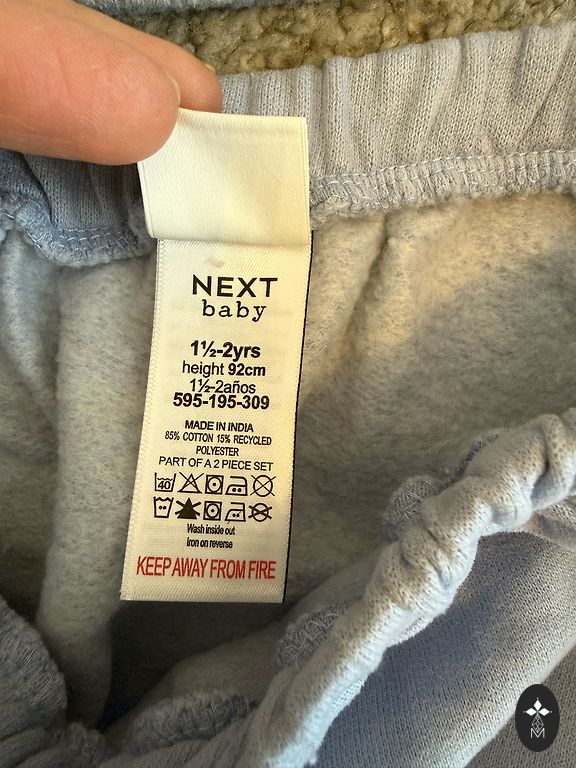 NEXT
baby
1½-2yrs
height 92cm
1½-2años
595-195-309
MADE IN INDIA
85% COTTON 15% RECYCLED
POLYESTER
PART OF A 2 PIECE SET
40
Wash inside out
Iron on reverse
KEEP AWAY FROM FIRE
M